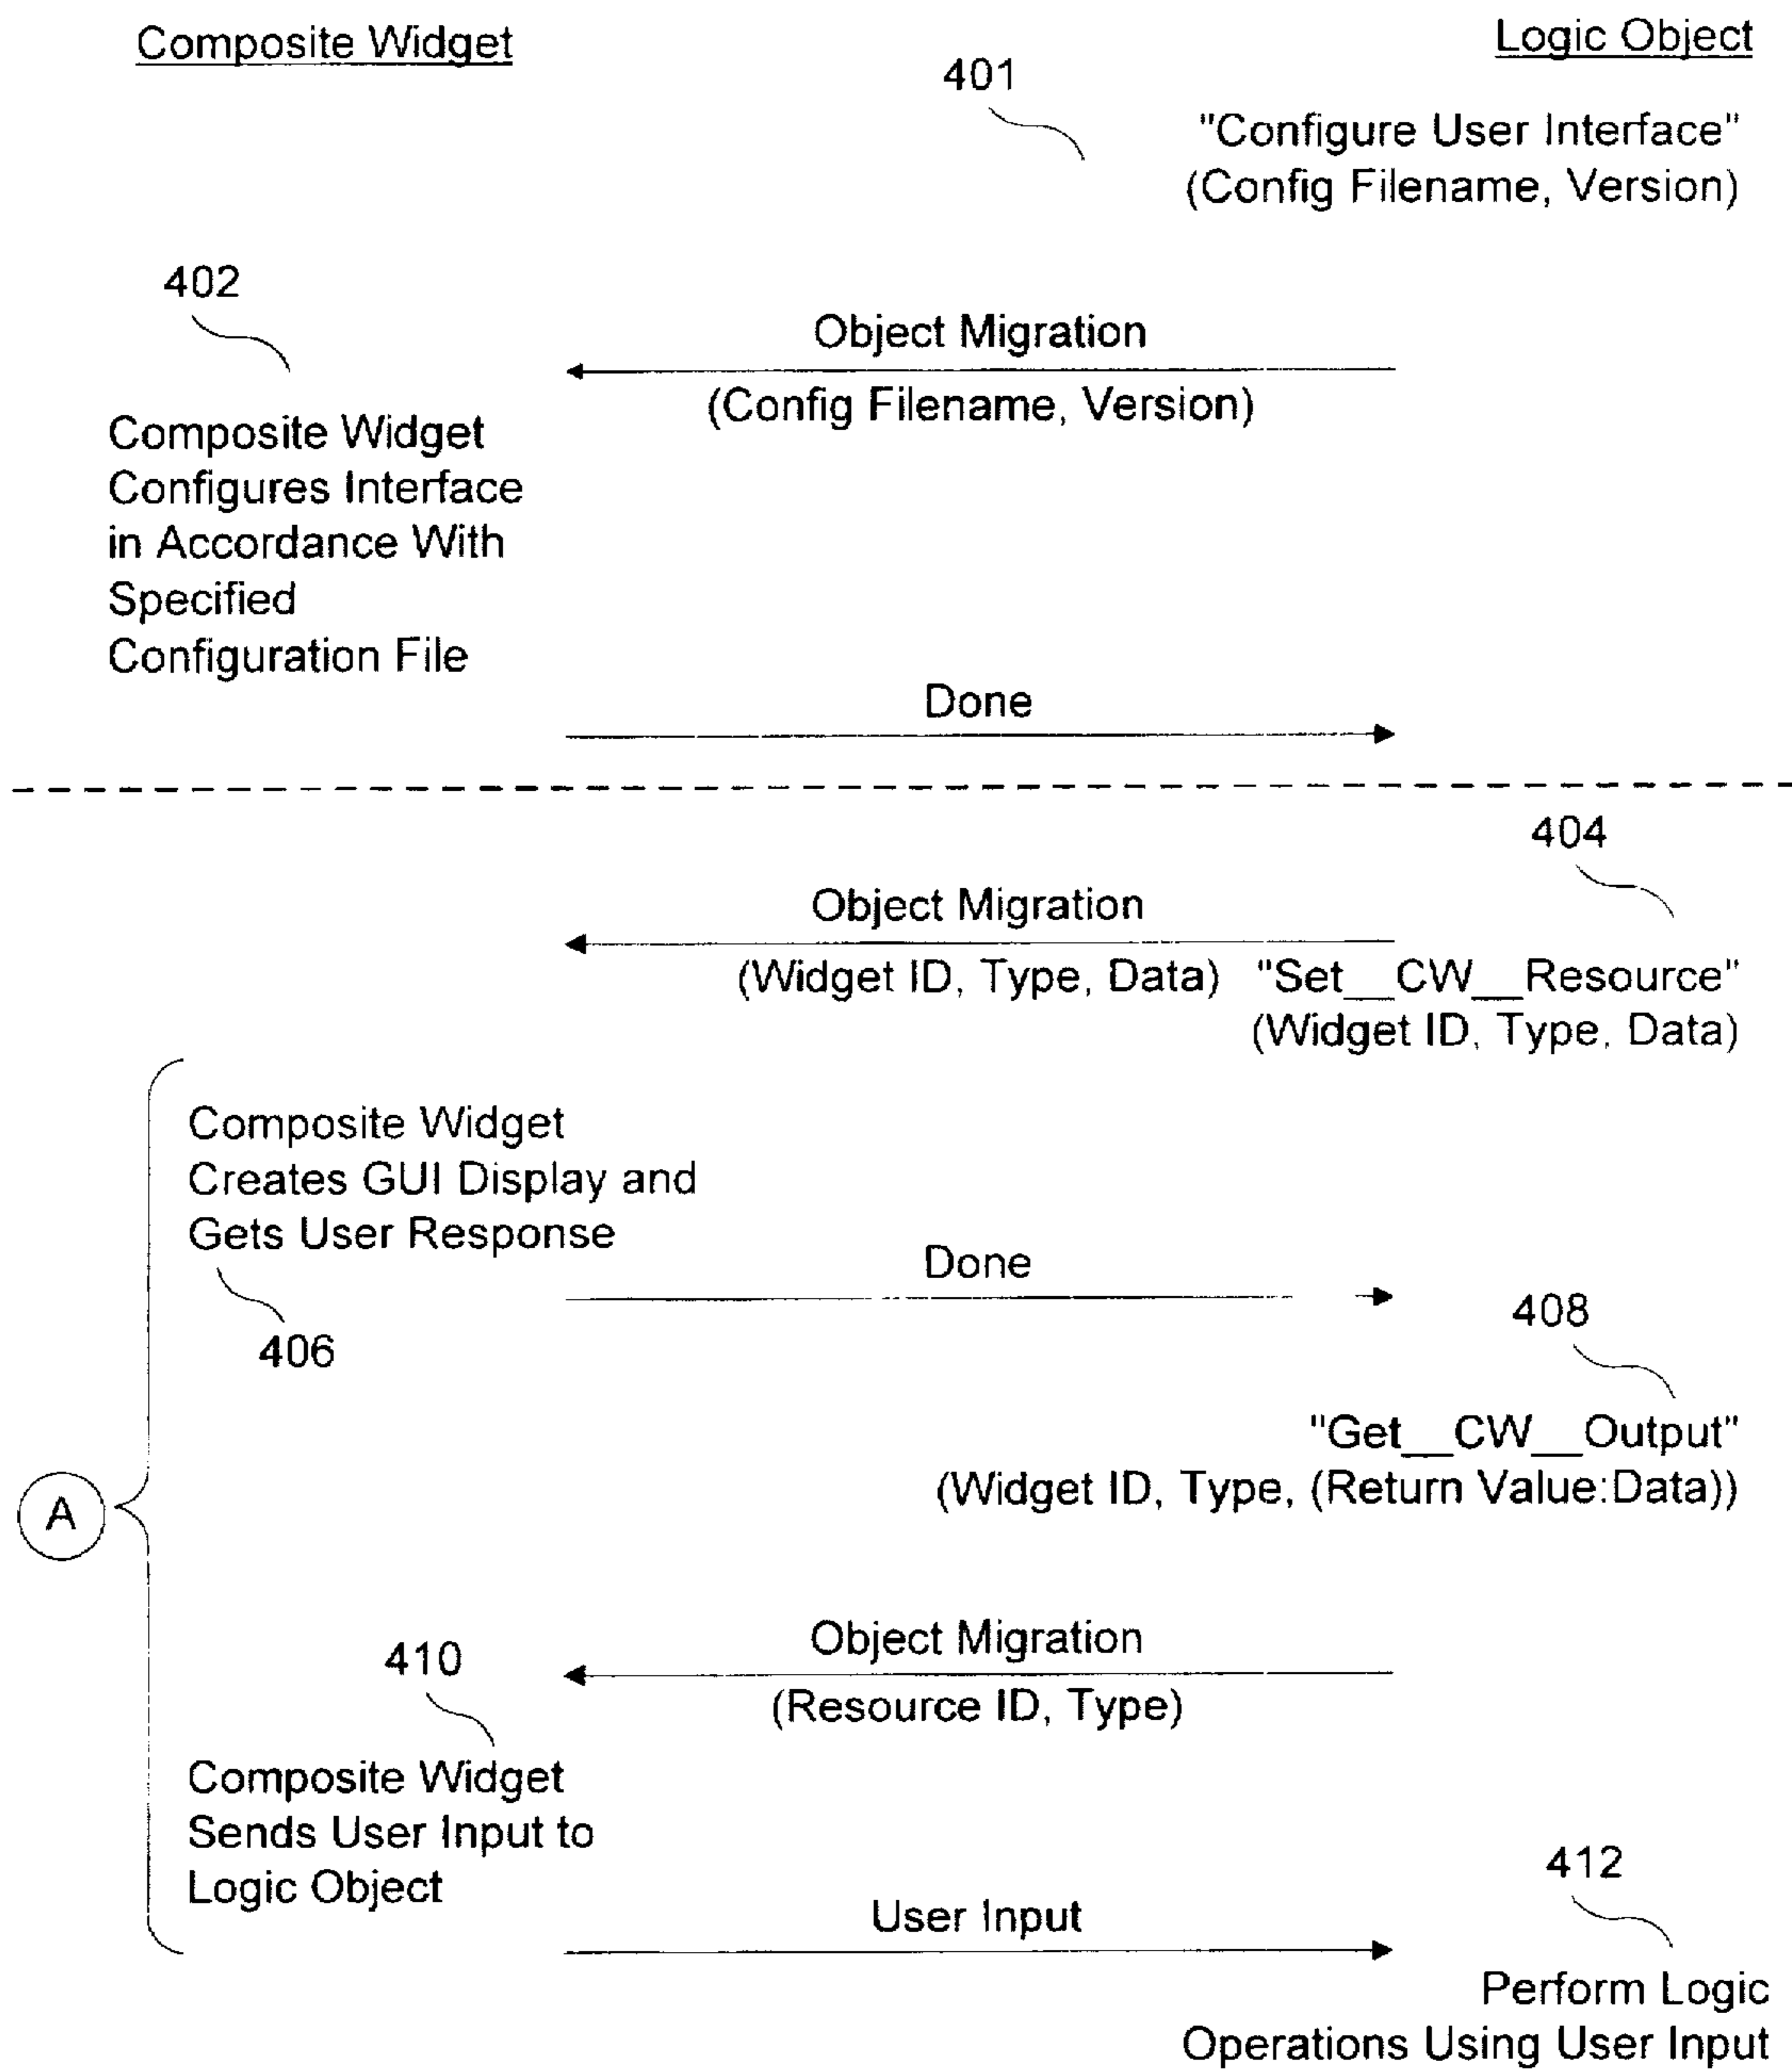 Composite Widget
Logic Object
401
"Configure User Interface"
(Config Filename, Version)
402
Object Migration
(Config Filename, Version)
Composite Widget
Configures Interface
in Accordance With
Specified
Configuration File
Done
404
Object Migration
(Widget ID, Type, Data)
"Set__CW__Resource"
(Widget ID, Type, Data)
Composite Widget
Creates GUI Display and
Gets User Response
Done
406
408
"Get__CW__Output"
(Widget ID, Type, (Return Value:Data))
A
Object Migration
(Resource ID, Type)
410
Composite Widget
Sends User Input to
Logic Object
User Input
412
Perform Logic
Operations Using User Input